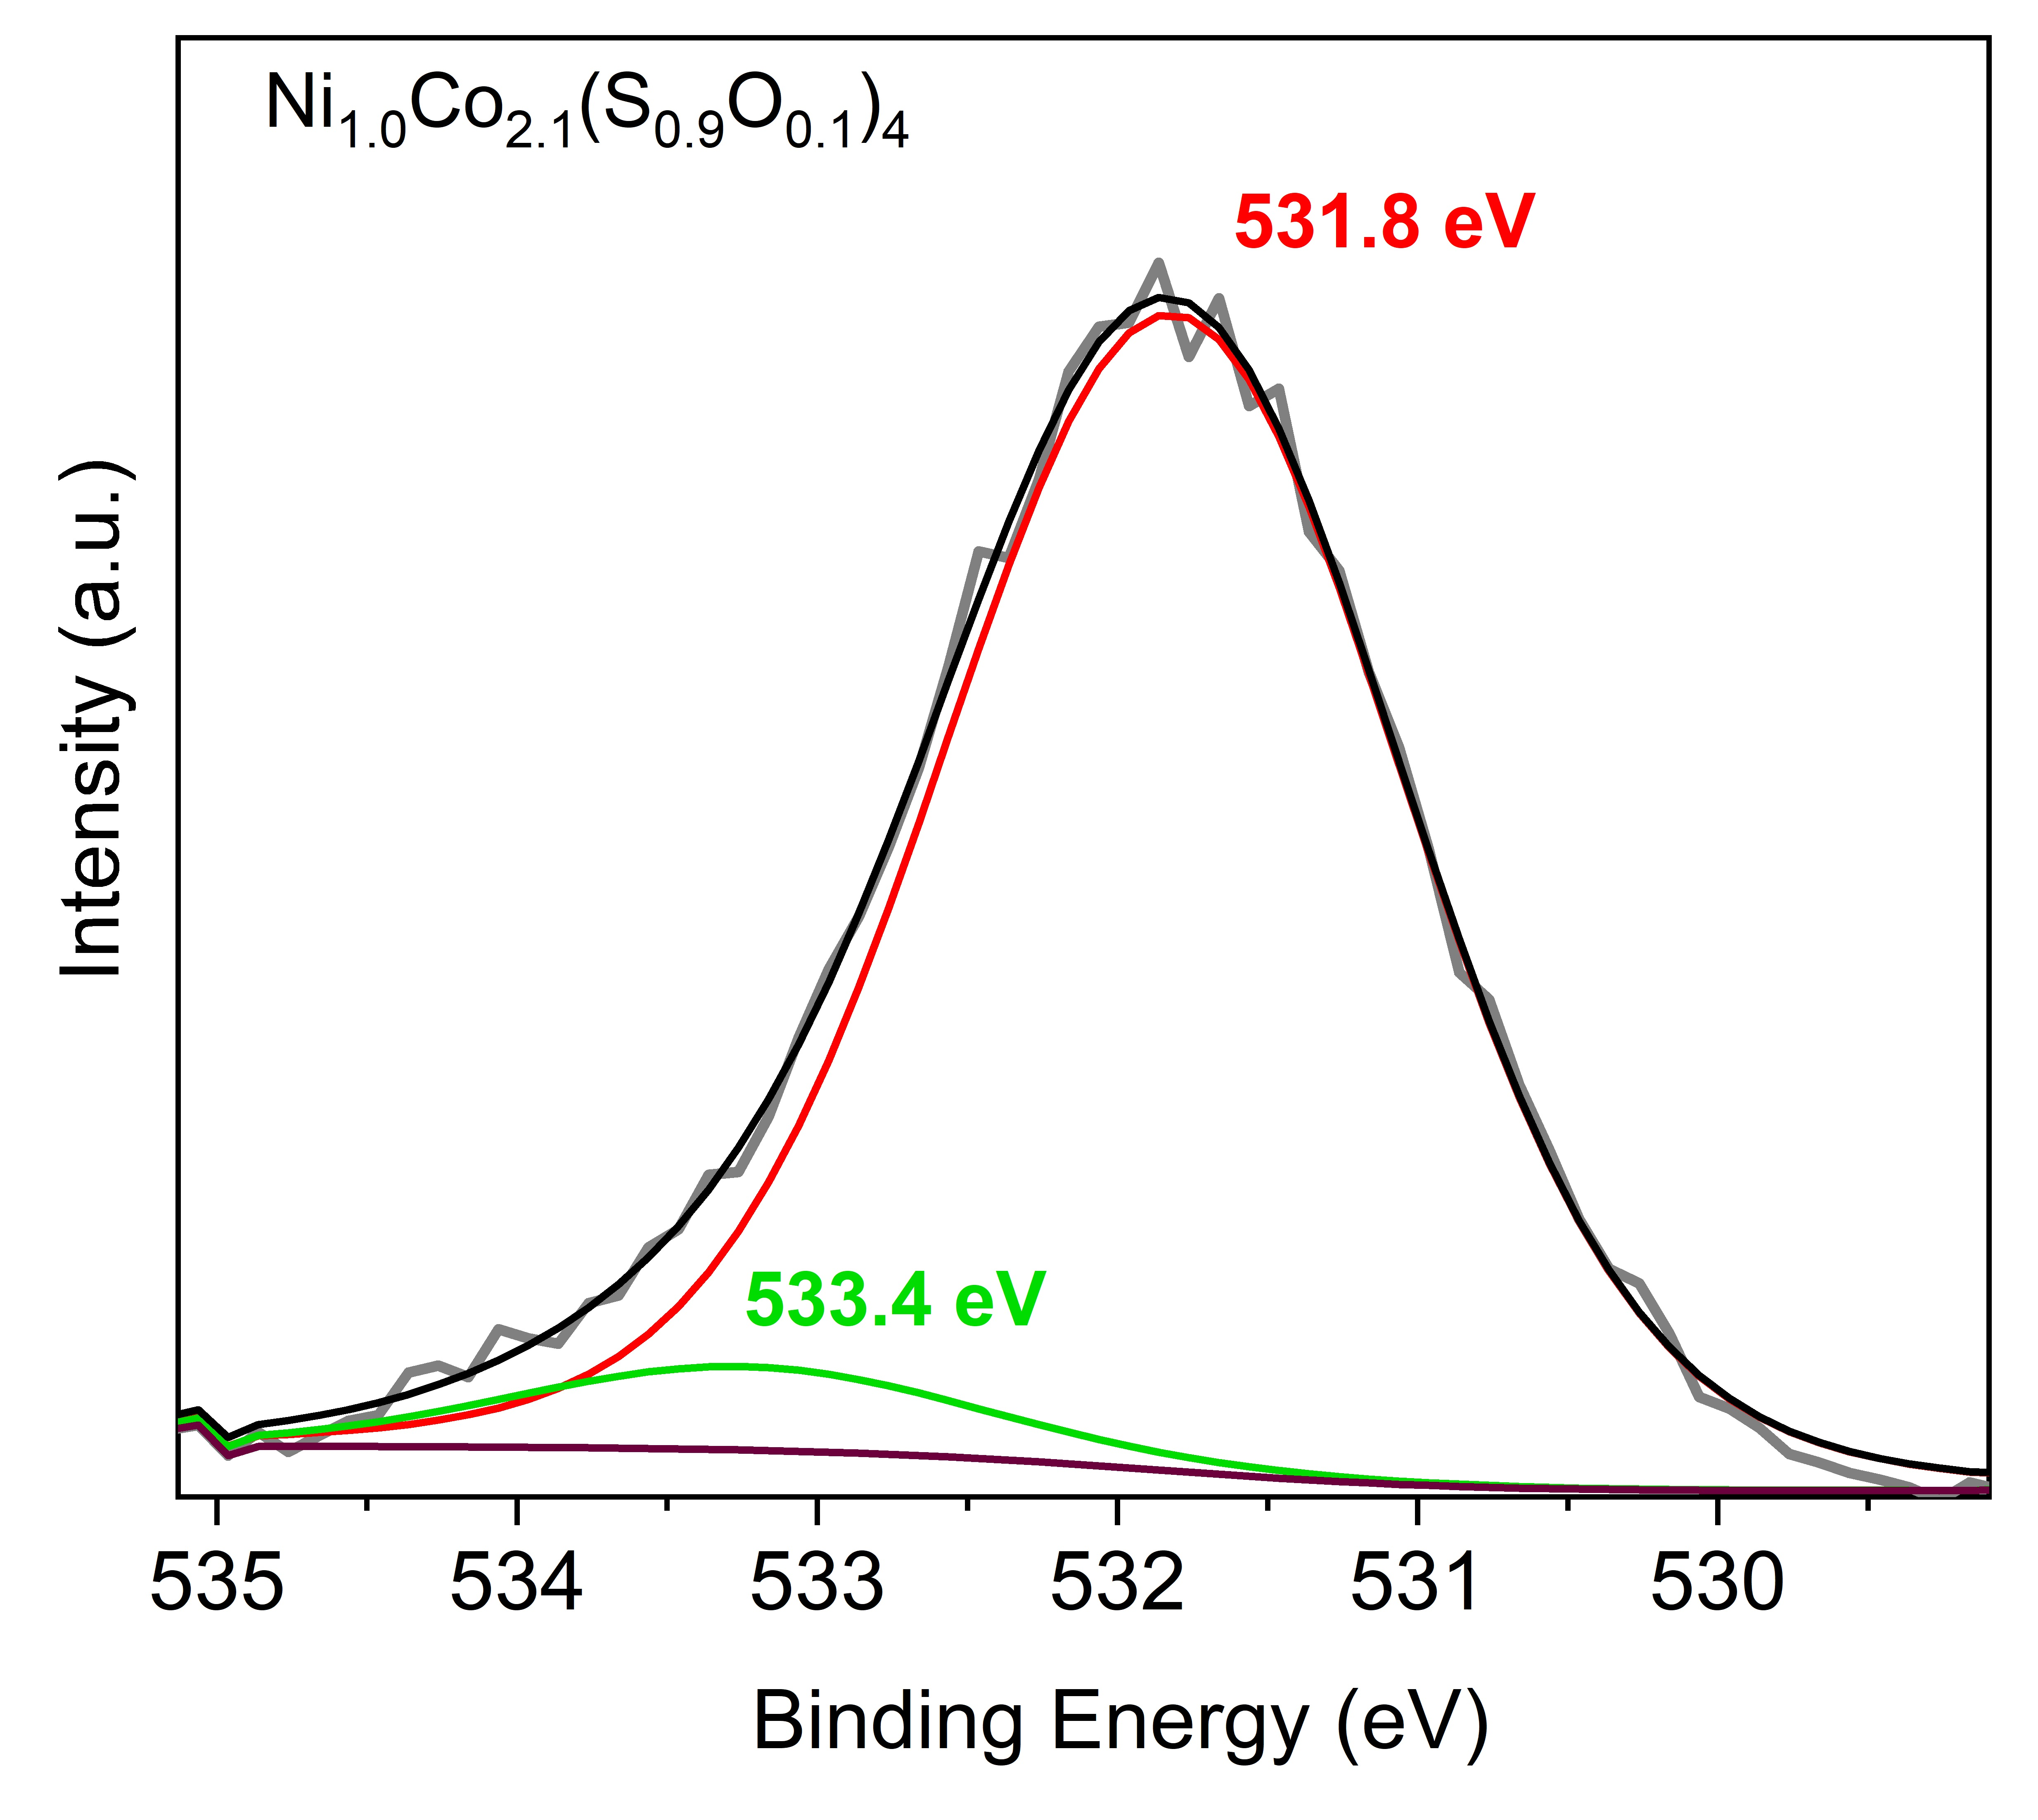 Ni1.0Co2.1(S0.9O0.1)4
531.8 eV
Intensity (a.u.)
533.4 eV
535 534 533 532 531 530
Binding Energy (eV)